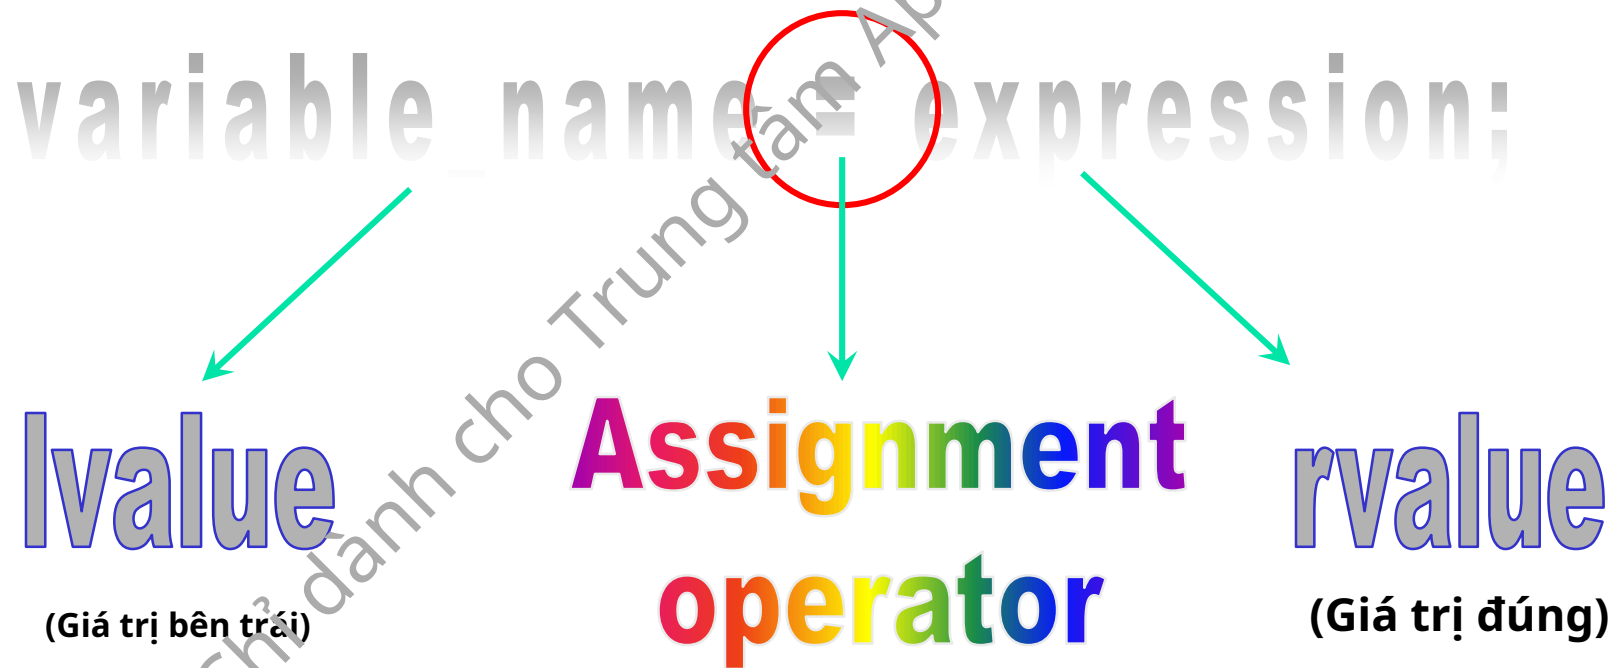 variable_name = expression;
lvalue
Assignment
operator
rvalue
(Giá trị bên trái)
(Giá trị đúng)
chỉ dành cho Trung tâm Ap